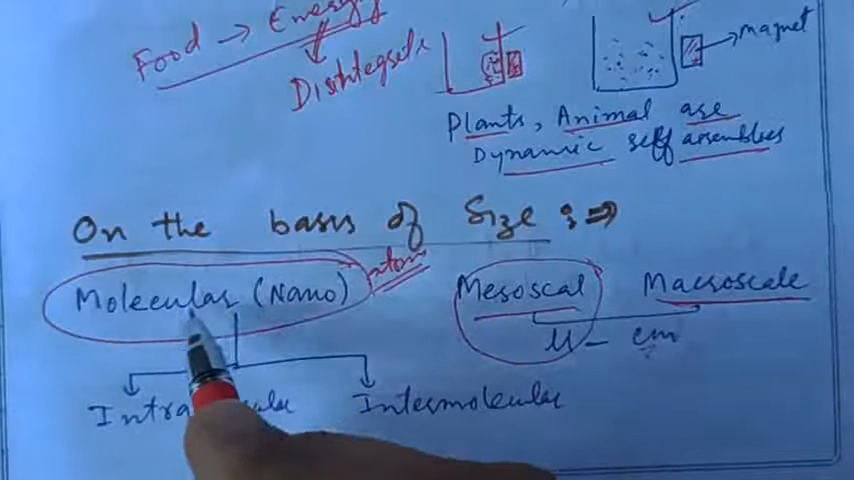 Food → Energy
Disintegrate
magnet
Plants, Animal are
Dynamic self assemblies
On the basis of Size : ⇒
atom
Molecular (Nano) Mesoscal Macroscale
μ - cm
Intermolecular